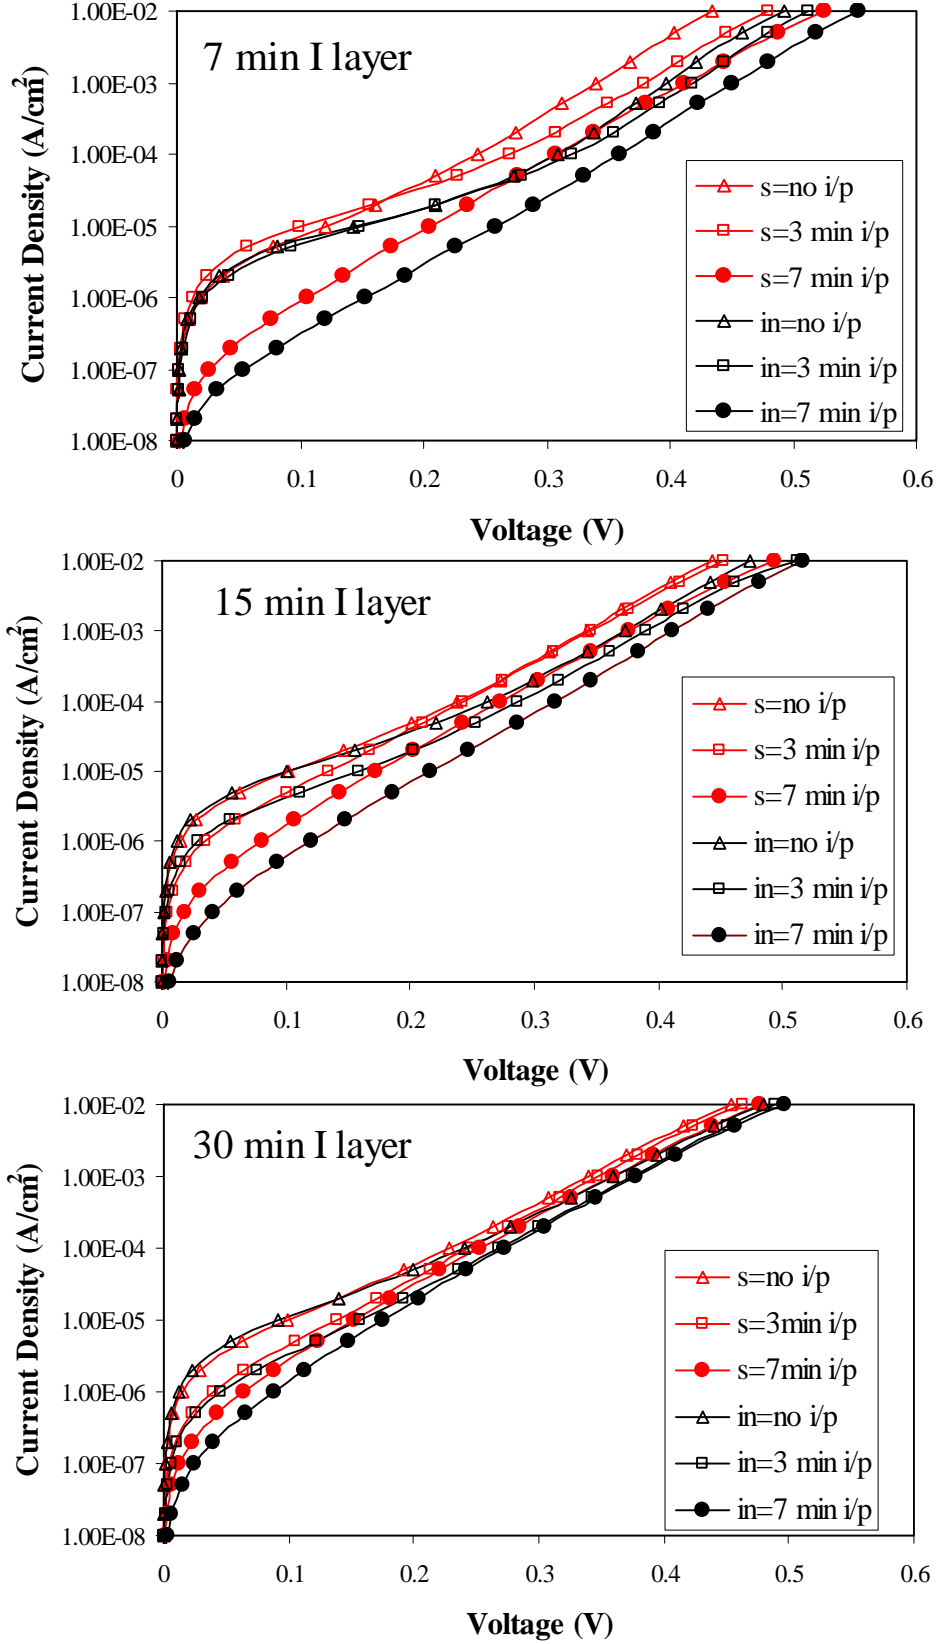 7 min I layer
Current Density (A/cm²)
1.00E-02
1.00E-03
1.00E-04
1.00E-05
1.00E-06
1.00E-07
1.00E-08
0 0.1 0.2 0.3 0.4 0.5 0.6
Voltage (V)
s=no i/p
s=3 min i/p
s=7 min i/p
in=no i/p
in=3 min i/p
in=7 min i/p
15 min I layer
Current Density (A/cm²)
1.00E-02
1.00E-03
1.00E-04
1.00E-05
1.00E-06
1.00E-07
1.00E-08
0 0.1 0.2 0.3 0.4 0.5 0.6
Voltage (V)
s=no i/p
s=3 min i/p
s=7 min i/p
in=no i/p
in=3 min i/p
in=7 min i/p
30 min I layer
Current Density (A/cm²)
1.00E-02
1.00E-03
1.00E-04
1.00E-05
1.00E-06
1.00E-07
1.00E-08
0 0.1 0.2 0.3 0.4 0.5 0.6
Voltage (V)
s=no i/p
s=3min i/p
s=7min i/p
in=no i/p
in=3 min i/p
in=7 min i/p